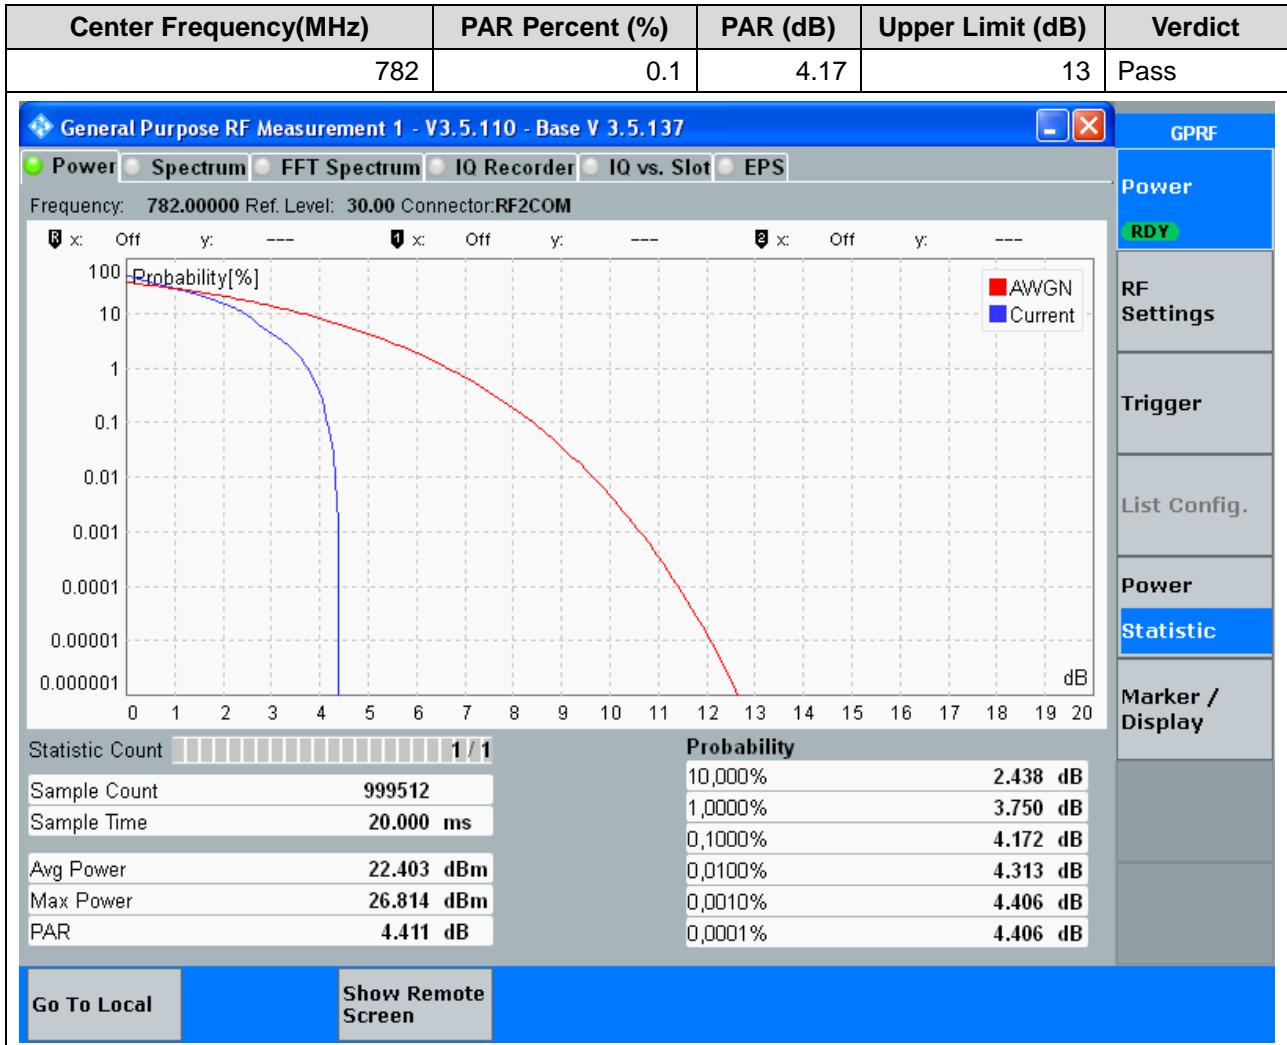 Center Frequency(MHz) PAR Percent (%) PAR (dB) Upper Limit (dB) Verdict
782 0.1 4.17 13 Pass
General Purpose RF Measurement 1 - V3.5.110 - Base V 3.5.137
GPRF
Power Spectrum FFT Spectrum IQ Recorder IQ vs. Slot EPS
Power
RDY
Frequency: 782.00000 Ref. Level: 30.00 Connector:RF2COM
R x: Off y: --- 1 x: Off y: --- 2 x: Off y: ---
Probability[%]
AWGN
Current
100
10
1
0.1
0.01
0.001
0.0001
0.00001
0.000001
dB
0 1 2 3 4 5 6 7 8 9 10 11 12 13 14 15 16 17 18 19 20
RF
Settings
Trigger
List Config.
Power
Statistic
Marker /
Display
Statistic Count 1 / 1
Sample Count 999512
Sample Time 20.000 ms
Avg Power 22.403 dBm
Max Power 26.814 dBm
PAR 4.411 dB
Probability
10,000% 2.438 dB
1,0000% 3.750 dB
0,1000% 4.172 dB
0,0100% 4.313 dB
0,0010% 4.406 dB
0,0001% 4.406 dB
Go To Local
Show Remote
Screen